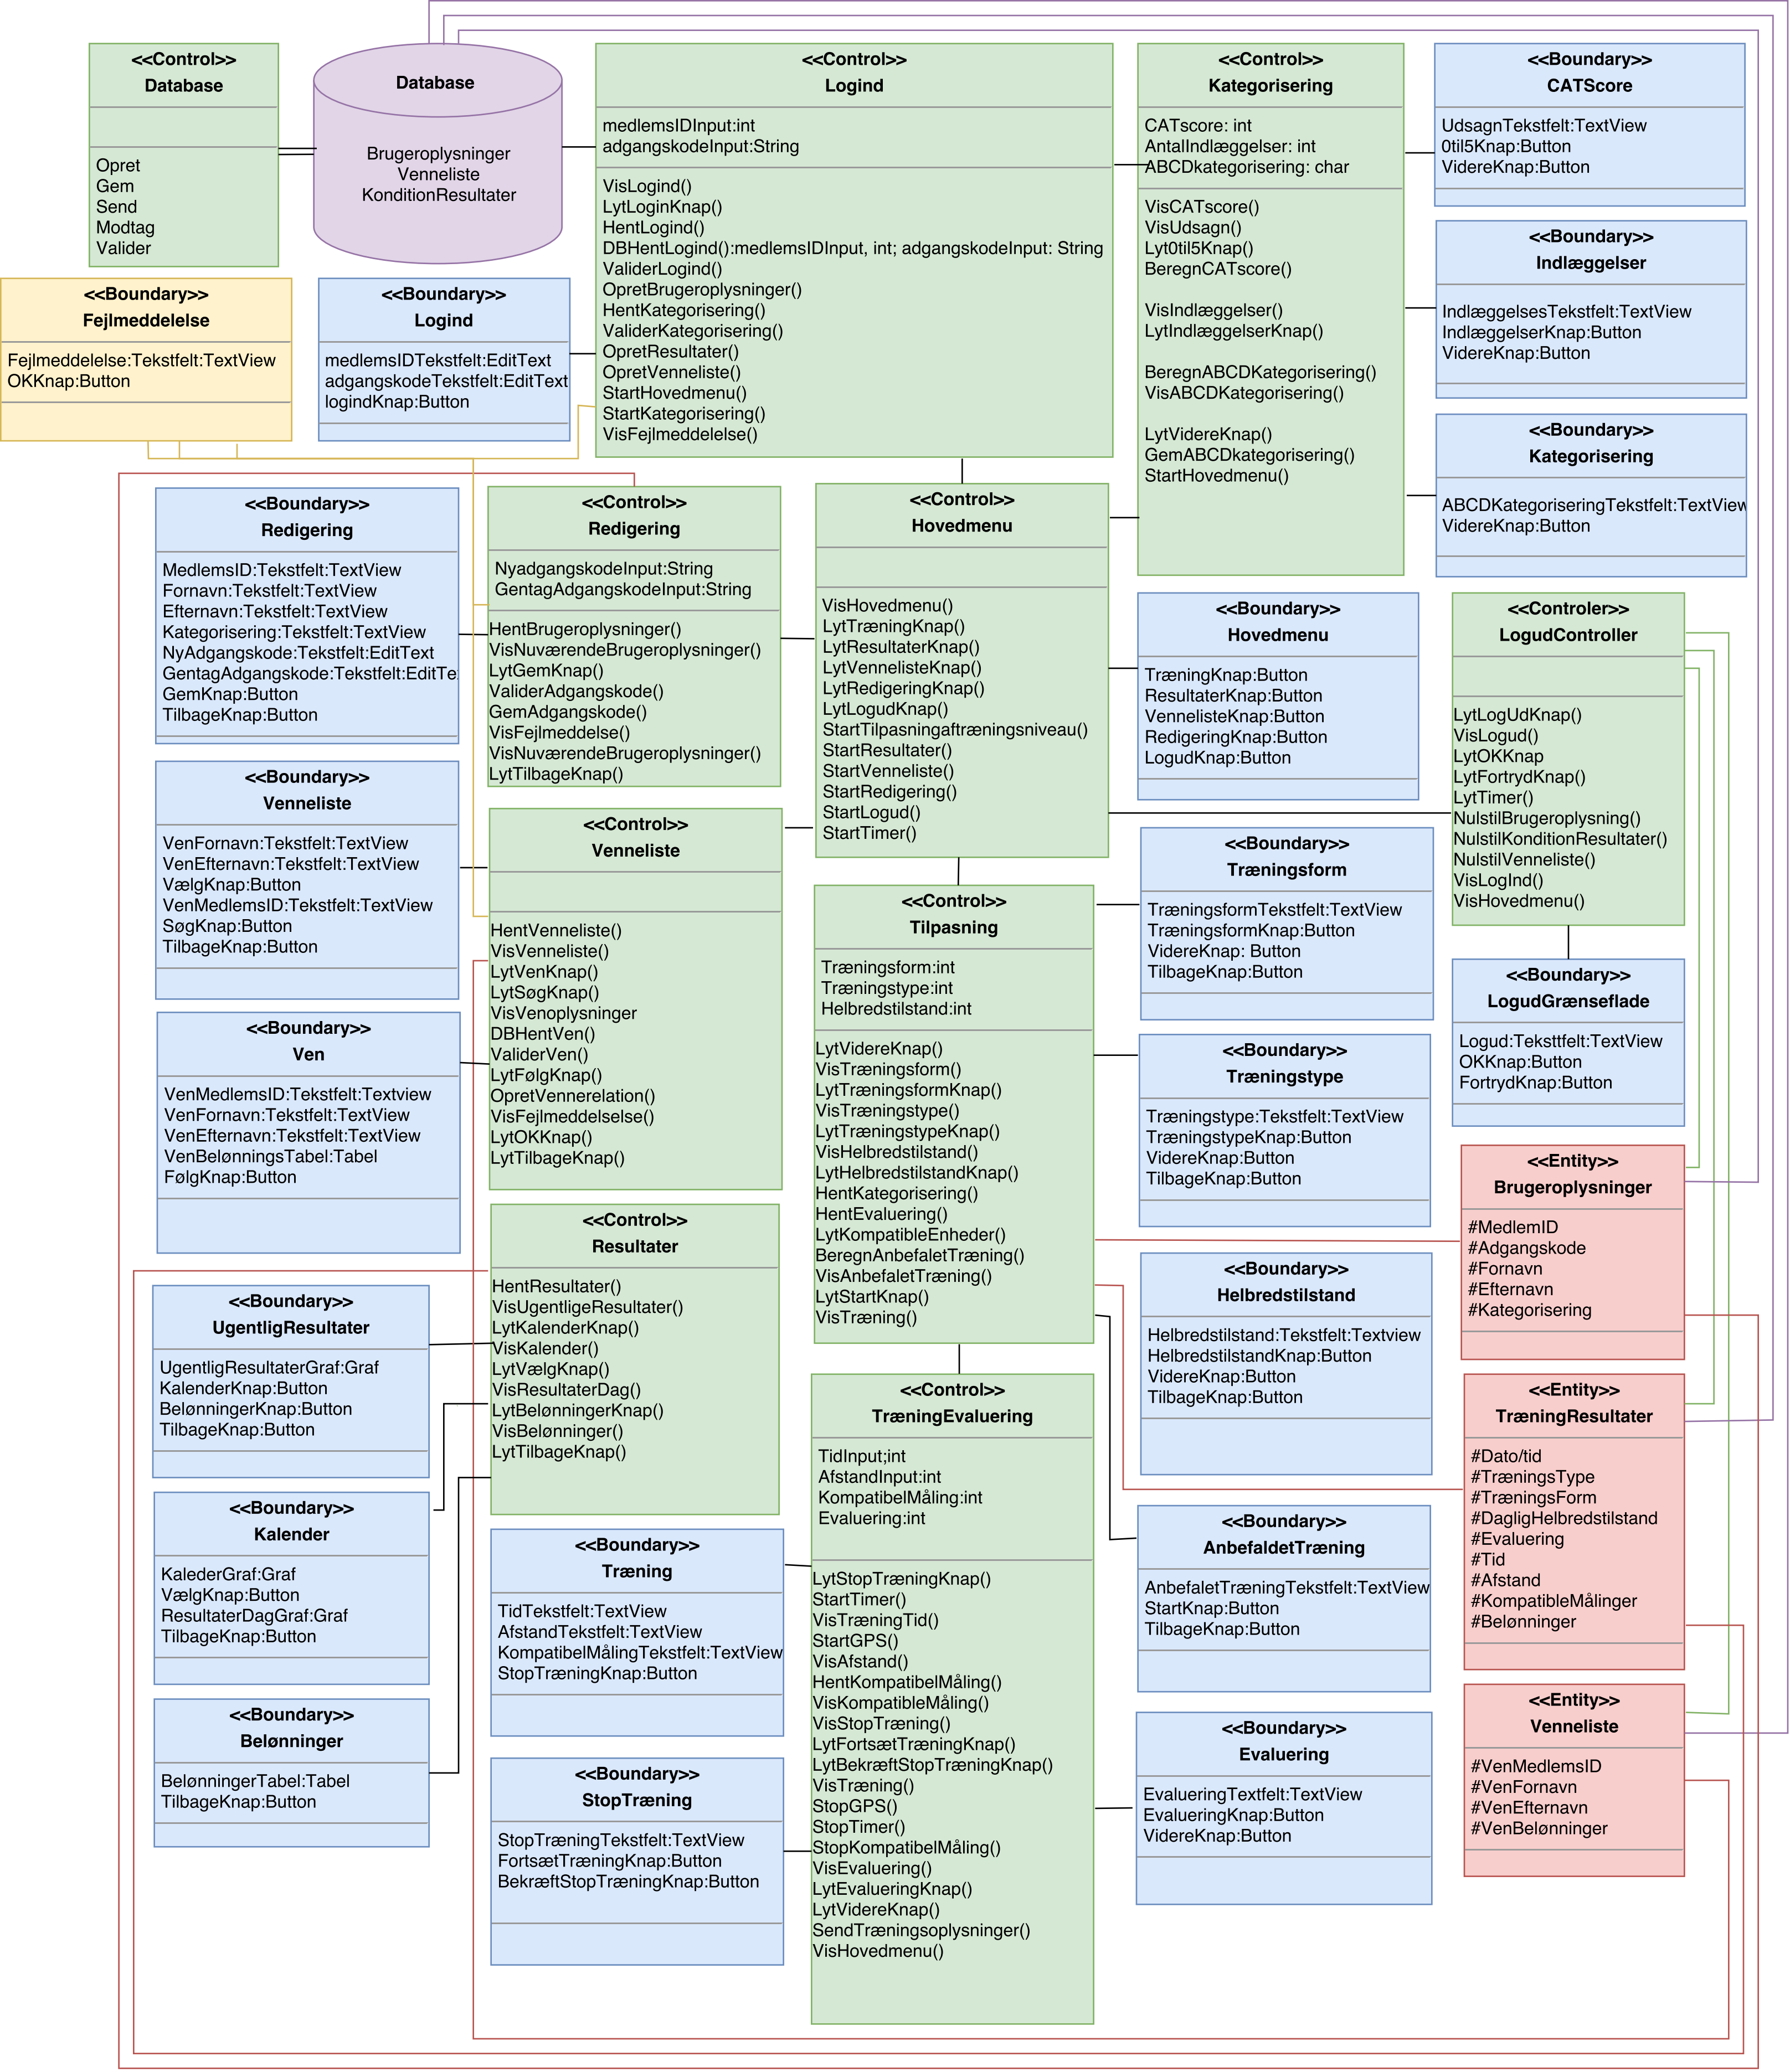 <<Control>>
Database
Opret
Gem
Send
Modtag
Valider
Database
Brugeroplysninger
Venneliste
KonditionResultater
<<Control>>
Logind
medlemsIDInput:int
adgangskodeInput:String
VisLogind()
LytLoginKnap()
HentLogind()
DBHentLogind():medlemsIDInput, int; adgangskodeInput: String
ValiderLogind()
OpretBrugeroplysninger()
HentKategorisering()
ValiderKategorisering()
OpretResultater()
OpretVenneliste()
StartHovedmenu()
StartKategorisering()
VisFejlmeddelelse()
<<Control>>
Kategorisering
CATscore: int
AntalIndlæggelser: int
ABCDkategorisering: char
VisCATscore()
VisUdsagn()
Lyt0til5Knap()
BeregnCATscore()
VisIndlæggelser()
LytIndlæggelserKnap()
BeregnABCDKategorisering()
VisABCDKategorisering()
LytVidereKnap()
GemABCDkategorisering()
StartHovedmenu()
<<Boundary>>
CATScore
UdsagnTekstfelt:TextView
0til5Knap:Button
VidereKnap:Button
<<Boundary>>
Indlæggelser
IndlæggelsesTekstfelt:TextView
IndlæggelserKnap:Button
VidereKnap:Button
<<Boundary>>
Kategorisering
ABCDKategoriseringTekstfelt:TextView
VidereKnap:Button
<<Boundary>>
Fejlmeddelelse
Fejlmeddelelse:Tekstfelt:TextView
OKKnap:Button
<<Boundary>>
Logind
medlemsIDTekstfelt:EditText
adgangskodeTekstfelt:EditText
logindKnap:Button
<<Boundary>>
Redigering
MedlemsID:Tekstfelt:TextView
Fornavn:Tekstfelt:TextView
Efternavn:Tekstfelt:TextView
Kategorisering:Tekstfelt:TextView
NyAdgangskode:Tekstfelt:EditText
GentagAdgangskode:Tekstfelt:EditTe
GemKnap:Button
TilbageKnap:Button
<<Control>>
Redigering
NyadgangskodeInput:String
GentagAdgangskodeInput:String
HentBrugeroplysninger()
VisNuværendeBrugeroplysninger()
LytGemKnap()
ValiderAdgangskode()
GemAdgangskode()
VisFejlmeddelse()
VisNuværendeBrugeroplysninger()
LytTilbageKnap()
<<Control>>
Hovedmenu
VisHovedmenu()
LytTræningKnap()
LytResultaterKnap()
LytVennelisteKnap()
LytRedigeringKnap()
LytLogudKnap()
StartTilpasningaftræningsniveau()
StartResultater()
StartVenneliste()
StartRedigering()
StartLogud()
StartTimer()
<<Boundary>>
Hovedmenu
TræningKnap:Button
ResultaterKnap:Button
VennelisteKnap:Button
RedigeringKnap:Button
LogudKnap:Button
<<Controler>>
LogudController
LytLogUdKnap()
VisLogud()
LytOKKnap
LytFortrydKnap()
LytTimer()
NulstilBrugeroplysning()
NulstilKonditionResultater()
NulstilVenneliste()
VisLogInd()
VisHovedmenu()
<<Boundary>>
Venneliste
VenFornavn:Tekstfelt:TextView
VenEfternavn:Tekstfelt:TextView
VælgKnap:Button
VenMedlemsID:Tekstfelt:TextView
SøgKnap:Button
TilbageKnap:Button
<<Control>>
Venneliste
HentVenneliste()
VisVenneliste()
LytVenKnap()
LytSøgKnap()
VisVenoplysninger
DBHentVen()
ValiderVen()
LytFølgKnap()
OpretVennerelation()
VisFejlmeddelselse()
LytOKKnap()
LytTilbageKnap()
<<Control>>
Tilpasning
Træningsform:int
Træningstype:int
Helbredstilstand:int
LytVidereKnap()
VisTræningsform()
LytTræningsformKnap()
VisTræningstype()
LytTræningstypeKnap()
VisHelbredstilstand()
LytHelbredstilstandKnap()
HentKategorisering()
HentEvaluering()
LytKompatibleEnheder()
BeregnAnbefaletTræning()
VisAnbefaletTræning()
LytStartKnap()
VisTræning()
<<Boundary>>
Træningsform
TræningsformTekstfelt:TextView
TræningsformKnap:Button
VidereKnap: Button
TilbageKnap:Button
<<Boundary>>
LogudGrænseflade
Logud:Teksttfelt:TextView
OKKnap:Button
FortrydKnap:Button
<<Boundary>>
Ven
VenMedlemsID:Tekstfelt:Textview
VenFornavn:Tekstfelt:TextView
VenEfternavn:Tekstfelt:TextView
VenBelønningsTabel:Tabel
FølgKnap:Button
<<Boundary>>
Træningstype
Træningstype:Tekstfelt:TextView
TræningstypeKnap:Button
VidereKnap:Button
TilbageKnap:Button
<<Entity>>
Brugeroplysninger
#MedlemID
#Adgangskode
#Fornavn
#Efternavn
#Kategorisering
<<Control>>
Resultater
HentResultater()
VisUgentligeResultater()
LytKalenderKnap()
VisKalender()
LytVælgKnap()
VisResultaterDag()
LytBelønningerKnap()
VisBelønninger()
LytTilbageKnap()
<<Boundary>>
UgentligResultater
UgentligResultaterGraf:Graf
KalenderKnap:Button
BelønningerKnap:Button
TilbageKnap:Button
<<Boundary>>
Helbredstilstand
Helbredstilstand:Tekstfelt:Textview
HelbredstilstandKnap:Button
VidereKnap:Button
TilbageKnap:Button
<<Control>>
TræningEvaluering
TidInput;int
AfstandInput:int
KompatibelMåling:int
Evaluering:int
LytStopTræningKnap()
StartTimer()
VisTræningTid()
StartGPS()
VisAfstand()
HentKompatibelMåling()
VisKompatibleMåling()
VisStopTræning()
LytFortsætTræningKnap()
LytBekræftStopTræningKnap()
VisTræning()
StopGPS()
StopTimer()
StopKompatibelMåling()
VisEvaluering()
LytEvalueringKnap()
LytVidereKnap()
SendTræningsoplysninger()
VisHovedmenu()
<<Entity>>
TræningResultater
#Dato/tid
#TræningsType
#TræningsForm
#DagligHelbredstilstand
#Evaluering
#Tid
#Afstand
#KompatibleMålinger
#Belønninger
<<Boundary>>
Kalender
KalederGraf:Graf
VælgKnap:Button
ResultaterDagGraf:Graf
TilbageKnap:Button
<<Boundary>>
Træning
TidTekstfelt:TextView
AfstandTekstfelt:TextView
KompatibelMålingTekstfelt:TextView
StopTræningKnap:Button
<<Boundary>>
AnbefaldetTræning
AnbefaletTræningTekstfelt:TextView
StartKnap:Button
TilbageKnap:Button
<<Boundary>>
Belønninger
BelønningerTabel:Tabel
TilbageKnap:Button
<<Boundary>>
StopTræning
StopTræningTekstfelt:TextView
FortsætTræningKnap:Button
BekræftStopTræningKnap:Button
<<Boundary>>
Evaluering
EvalueringTextfelt:TextView
EvalueringKnap:Button
VidereKnap:Button
<<Entity>>
Venneliste
#VenMedlemsID
#VenFornavn
#VenEfternavn
#VenBelønninger